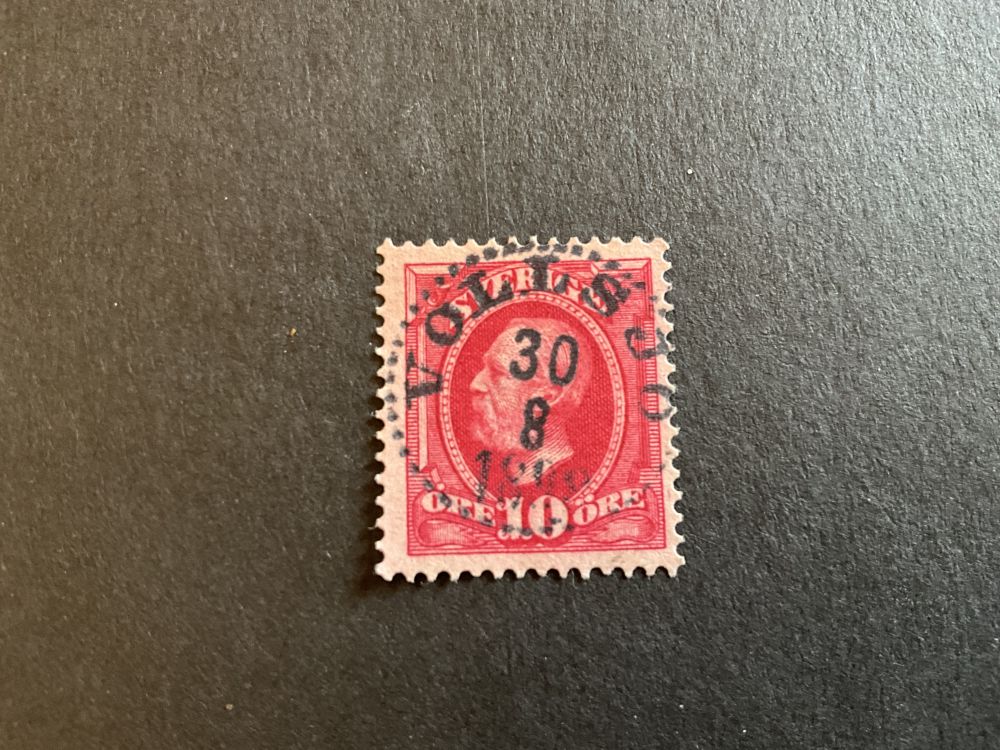 SVERIGE
VOLLSJÖ
30
8
ÖRE 10 ÖRE